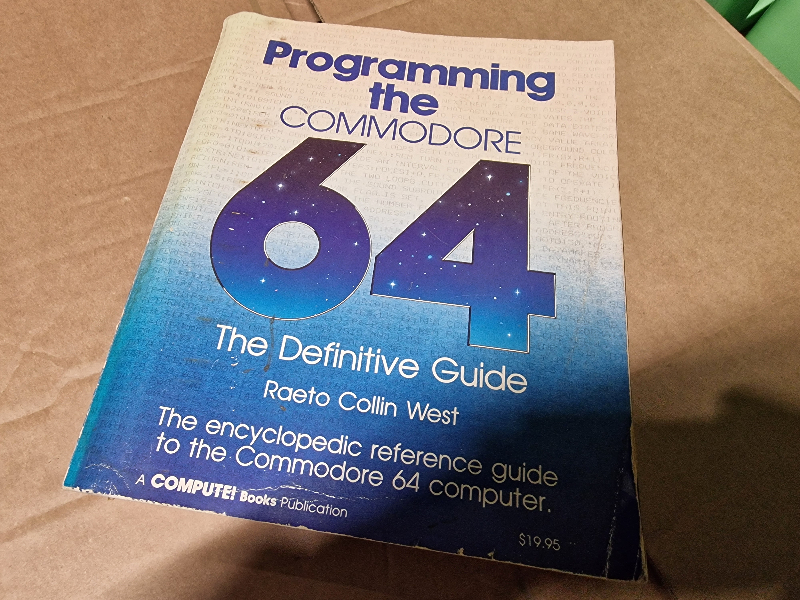 Programming
the
COMMODORE
64
The Definitive Guide
Raeto Collin West
The encyclopedic reference guide
to the Commodore 64 computer.
A COMPUTE! Books Publication
$19.95